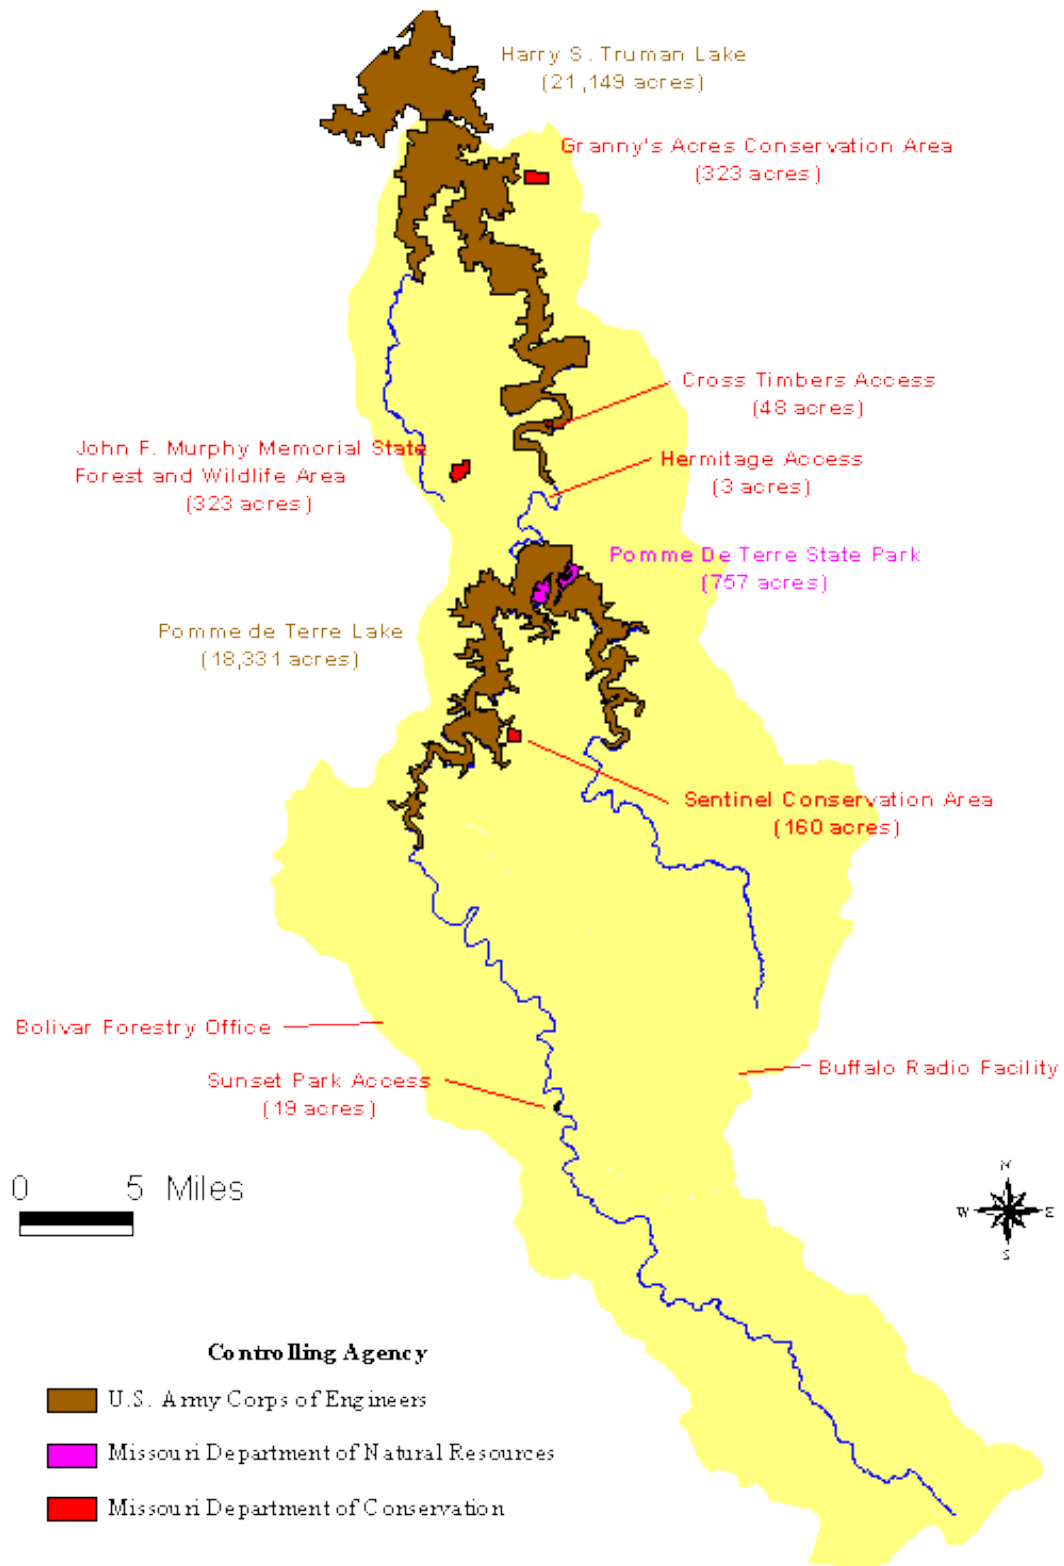 Harry S. Truman Lake
(21,149 acres)
Granny's Acres Conservation Area
(323 acres)
Cross Timbers Access
(48 acres)
John F. Murphy Memorial State
Forest and Wildlife Area
(323 acres)
Hermitage Access
(3 acres)
Pomme De Terre State Park
(757 acres)
Pomme de Terre Lake
(18,331 acres)
Sentinel Conservation Area
(160 acres)
Bolivar Forestry Office
Buffalo Radio Facility
Sunset Park Access
(19 acres)
0 5 Miles
N
W E
S
Controlling Agency
U.S. Army Corps of Engineers
Missouri Department of Natural Resources
Missouri Department of Conservation